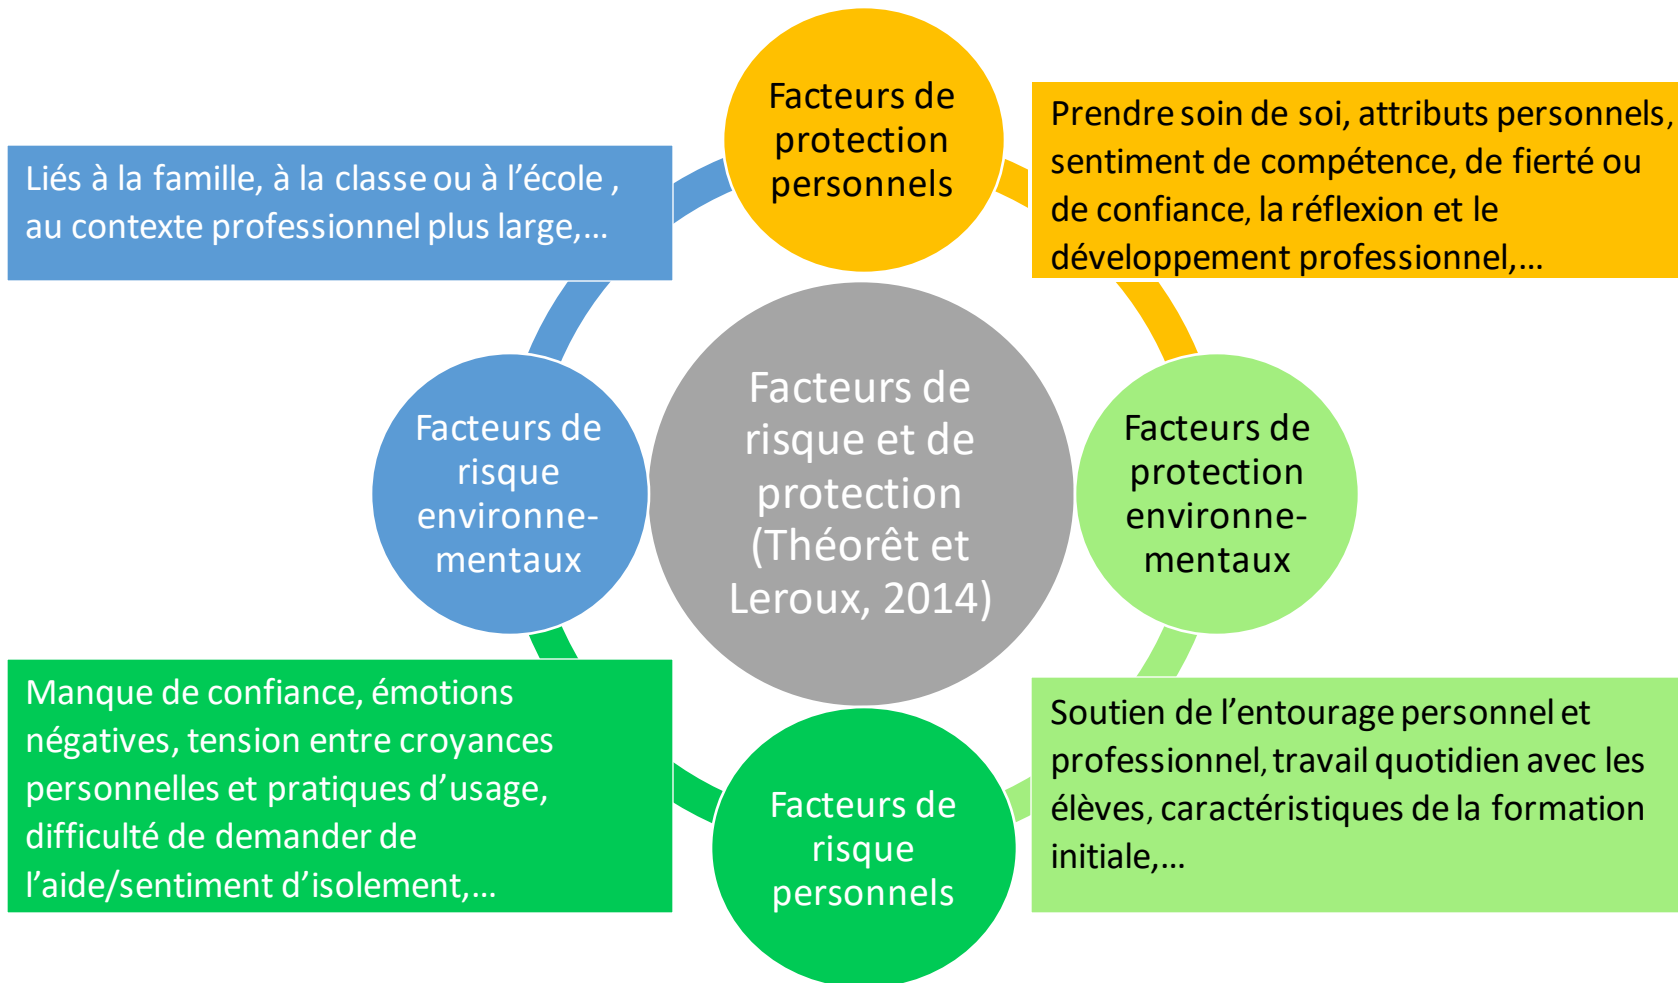 Facteurs de
protection
personnels
Prendre soin de soi, attributs personnels,
sentiment de compétence, de fierté ou
de confiance, la réflexion et le
développement professionnel,…
Liés à la famille, à la classe ou à l’école ,
au contexte professionnel plus large,…
Facteurs de
risque et de
protection
(Théorêt et
Leroux, 2014)
Facteurs de
risque
environne-
mentaux
Facteurs de
protection
environne-
mentaux
Manque de confiance, émotions
négatives, tension entre croyances
personnelles et pratiques d’usage,
difficulté de demander de
l’aide/sentiment d’isolement,…
Facteurs de
risque
personnels
Soutien de l’entourage personnel et
professionnel, travail quotidien avec les
élèves, caractéristiques de la formation
initiale,…